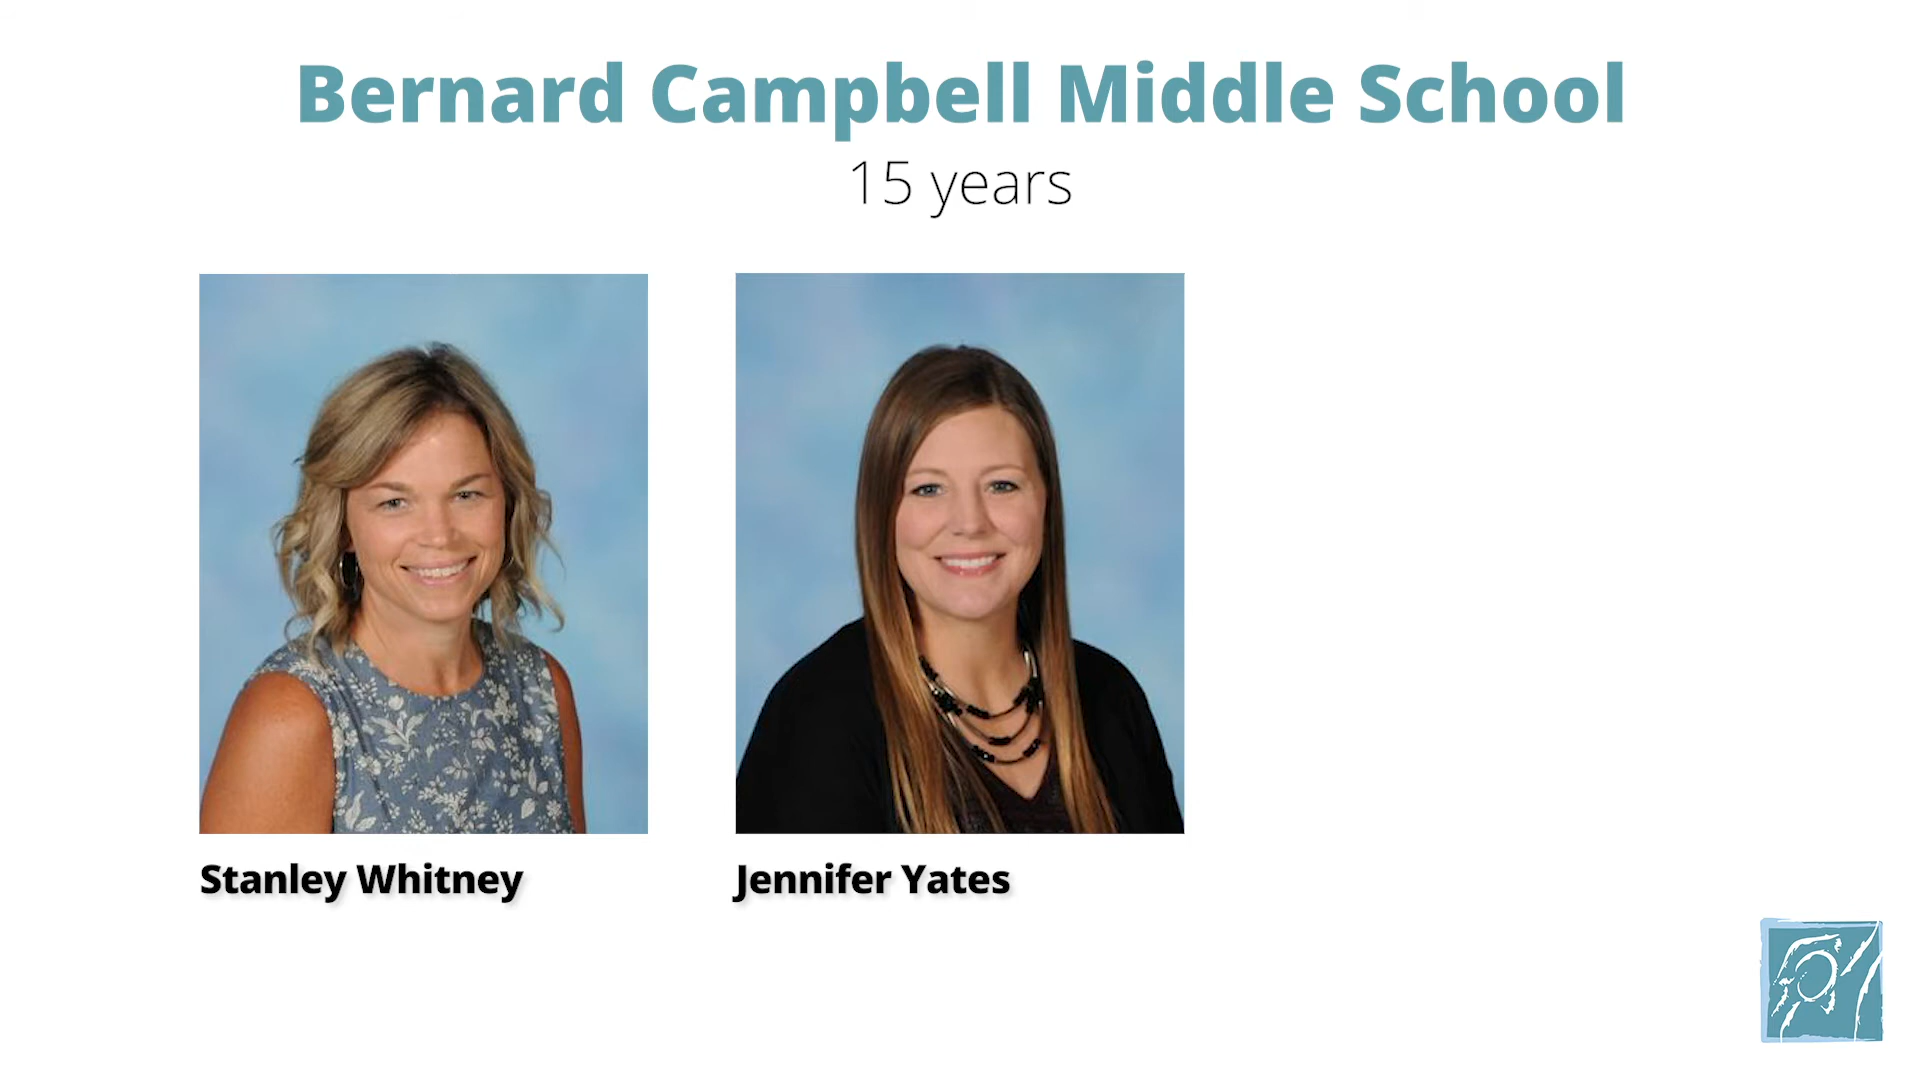 Bernard Campbell Middle School
15 years
Stanley Whitney
Jennifer Yates